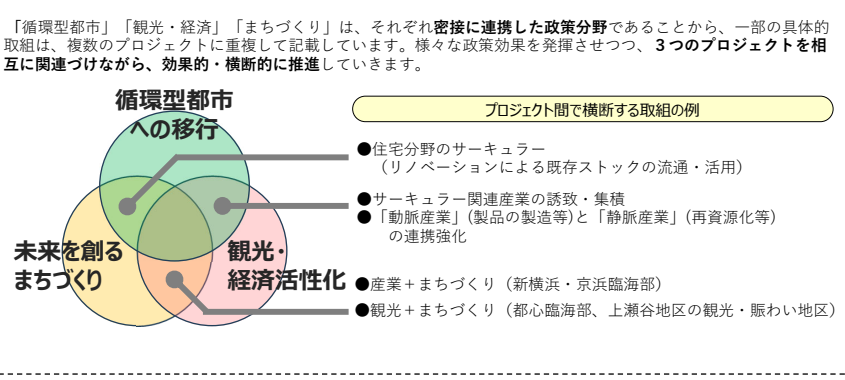 「循環型都市」「観光・経済」「まちづくり」は、それぞれ密接に連携した政策分野であることから、一部の具体的
取組は、複数のプロジェクトに重複して記載しています。様々な政策効果を発揮させつつ、３つのプロジェクトを相
互に関連づけながら、効果的・横断的に推進していきます。
循環型都市
への移行
プロジェクト間で横断する取組の例
●住宅分野のサーキュラー
（リノベーションによる既存ストックの流通・活用）
●サーキュラー関連産業の誘致・集積
●「動脈産業」(製品の製造等)と「静脈産業」(再資源化等)
の連携強化
未来を創る
まちづくり
観光・
経済活性化
●産業＋まちづくり（新横浜・京浜臨海部）
●観光＋まちづくり（都心臨海部、上瀬谷地区の観光・賑わい地区）